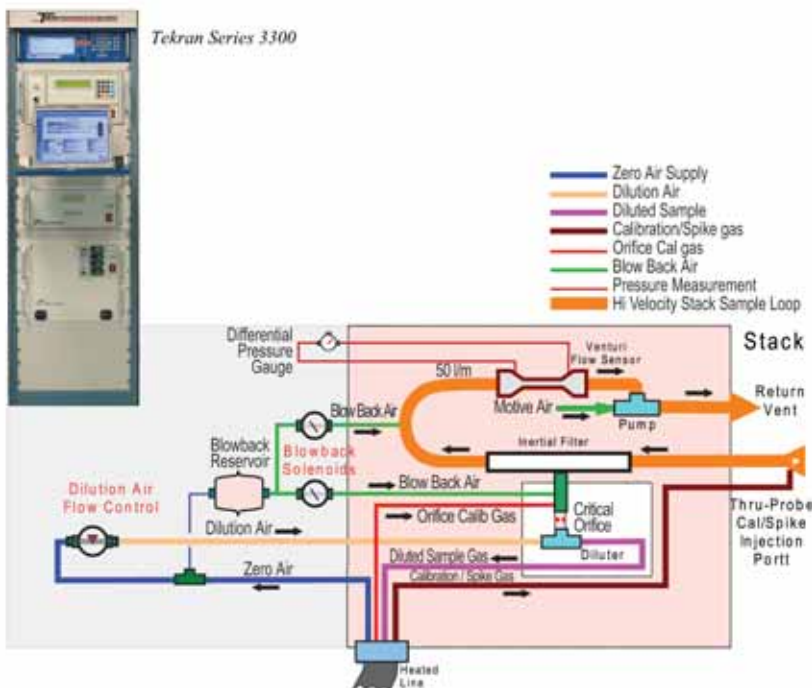 Tekran Series 3300
Zero Air Supply
Dilution Air
Diluted Sample
Calibration/Spike gas
Orifice Cal gas
Blow Back Air
Pressure Measurement
Hi Velocity Stack Sample Loop
Differential
Pressure
Gauge
Venturi
Flow Sensor
Stack
50 l/m
Return
Vent
Motive Air
Pump
Blow Back Air
Inertial Filter
Blowback
Reservoir
Blowback
Solenoids
Blow Back Air
Dilution Air
Flow Control
Dilution Air
Orifice Calib Gas
Critical
Orifice
Thru-Probe
Cal/Spike
Injection
Portt
Diluted Sample Gas
Diluter
Zero Air
Calibration / Spike Gas
Heated
Line